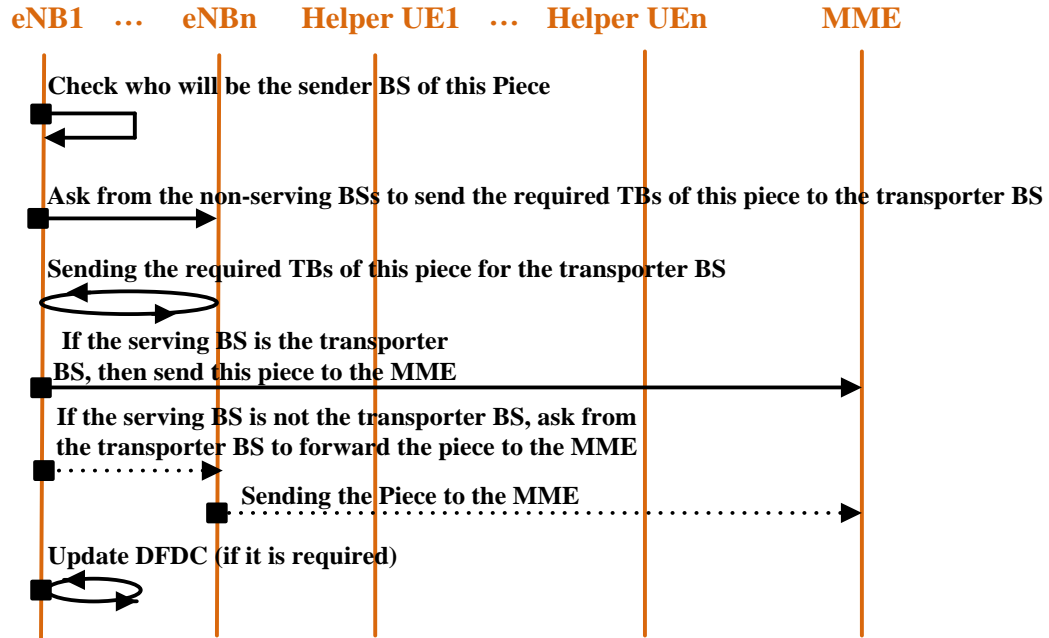 eNB1 … eNBn Helper UE1 … Helper UEn MME
Check who will be the sender BS of this Piece
Ask from the non-serving BSs to send the required TBs of this piece to the transporter BS
Sending the required TBs of this piece for the transporter BS
If the serving BS is the transporter
BS, then send this piece to the MME
If the serving BS is not the transporter BS, ask from
the transporter BS to forward the piece to the MME
Sending the Piece to the MME
Update DFDC (if it is required)